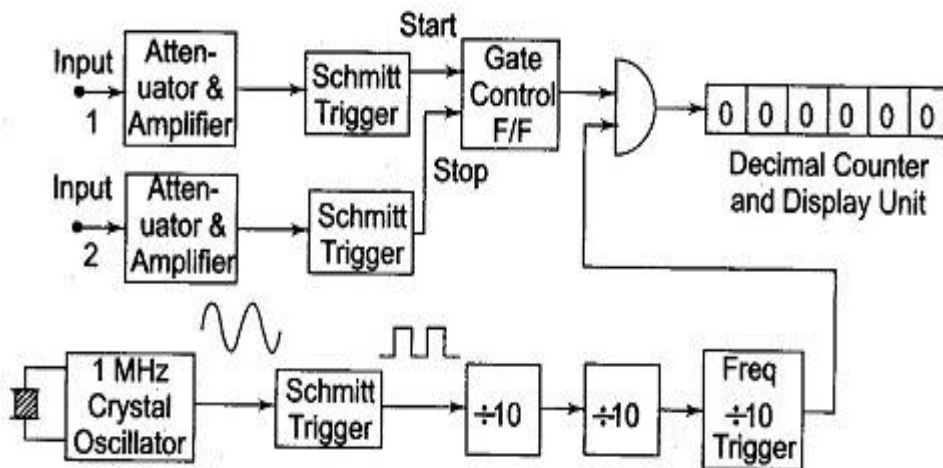 Input
1
Atten-
uator &
Amplifier
Schmitt
Trigger
Start
Gate
Control
F/F
0 0 0 0 0 0
Decimal Counter
and Display Unit
Input
2
Atten-
uator &
Amplifier
Schmitt
Trigger
Stop
1 MHz
Crystal
Oscillator
Schmitt
Trigger
÷10
÷10
Freq
÷10
Trigger